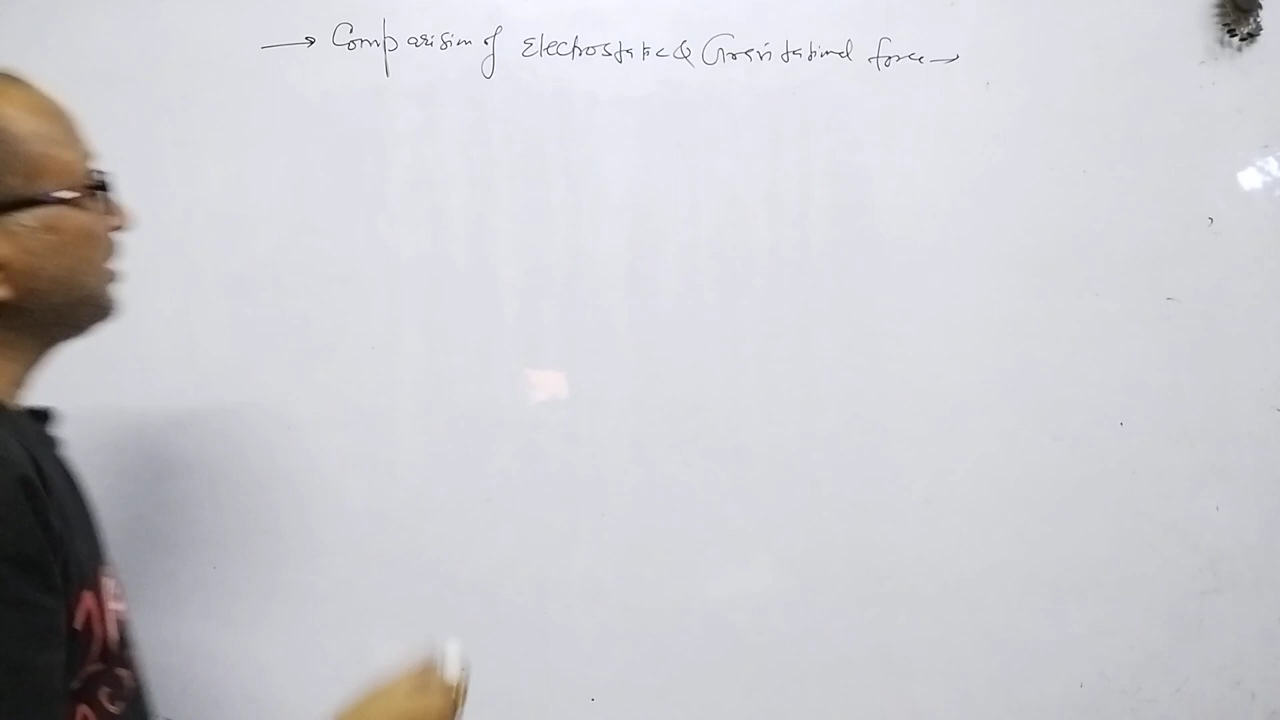 → Comparision of Electrostatic & Gravitational force →